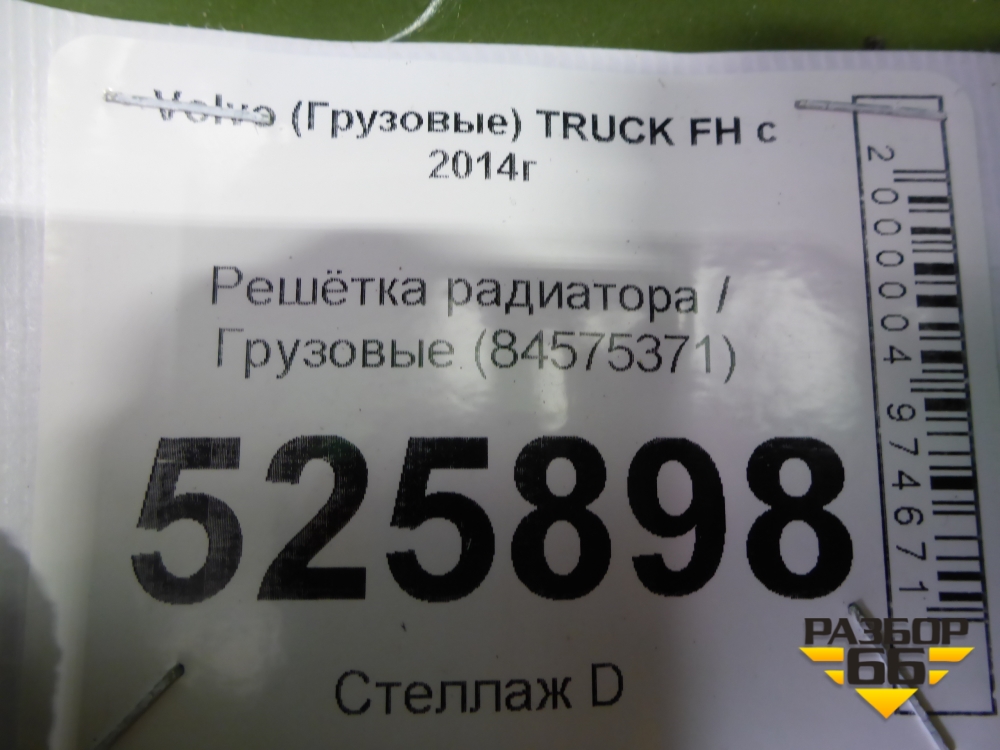 Volvo (Грузовые) TRUCK FH с
2014г
Решётка радиатора /
Грузовые (84575371)
525898
Стеллаж D
2000004974671
РАЗБОР
66